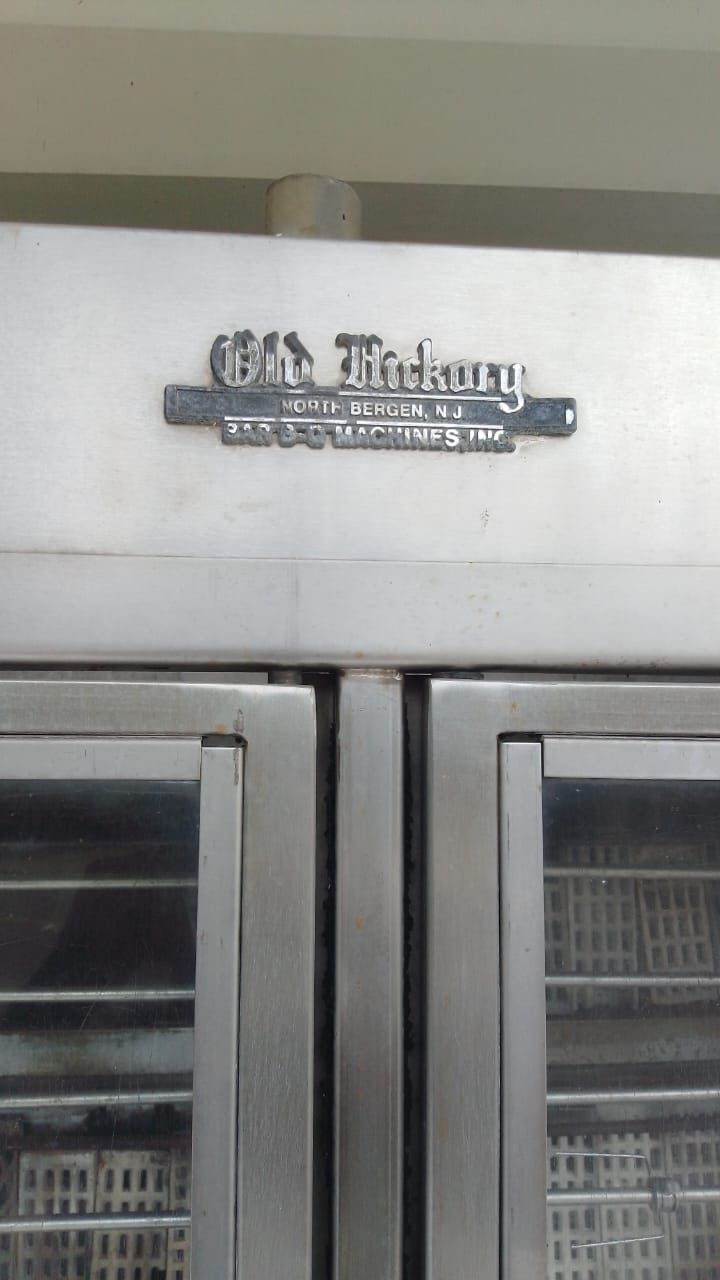 Old Hickory
NORTH BERGEN, N.J.
BAR-B-Q MACHINES, INC.